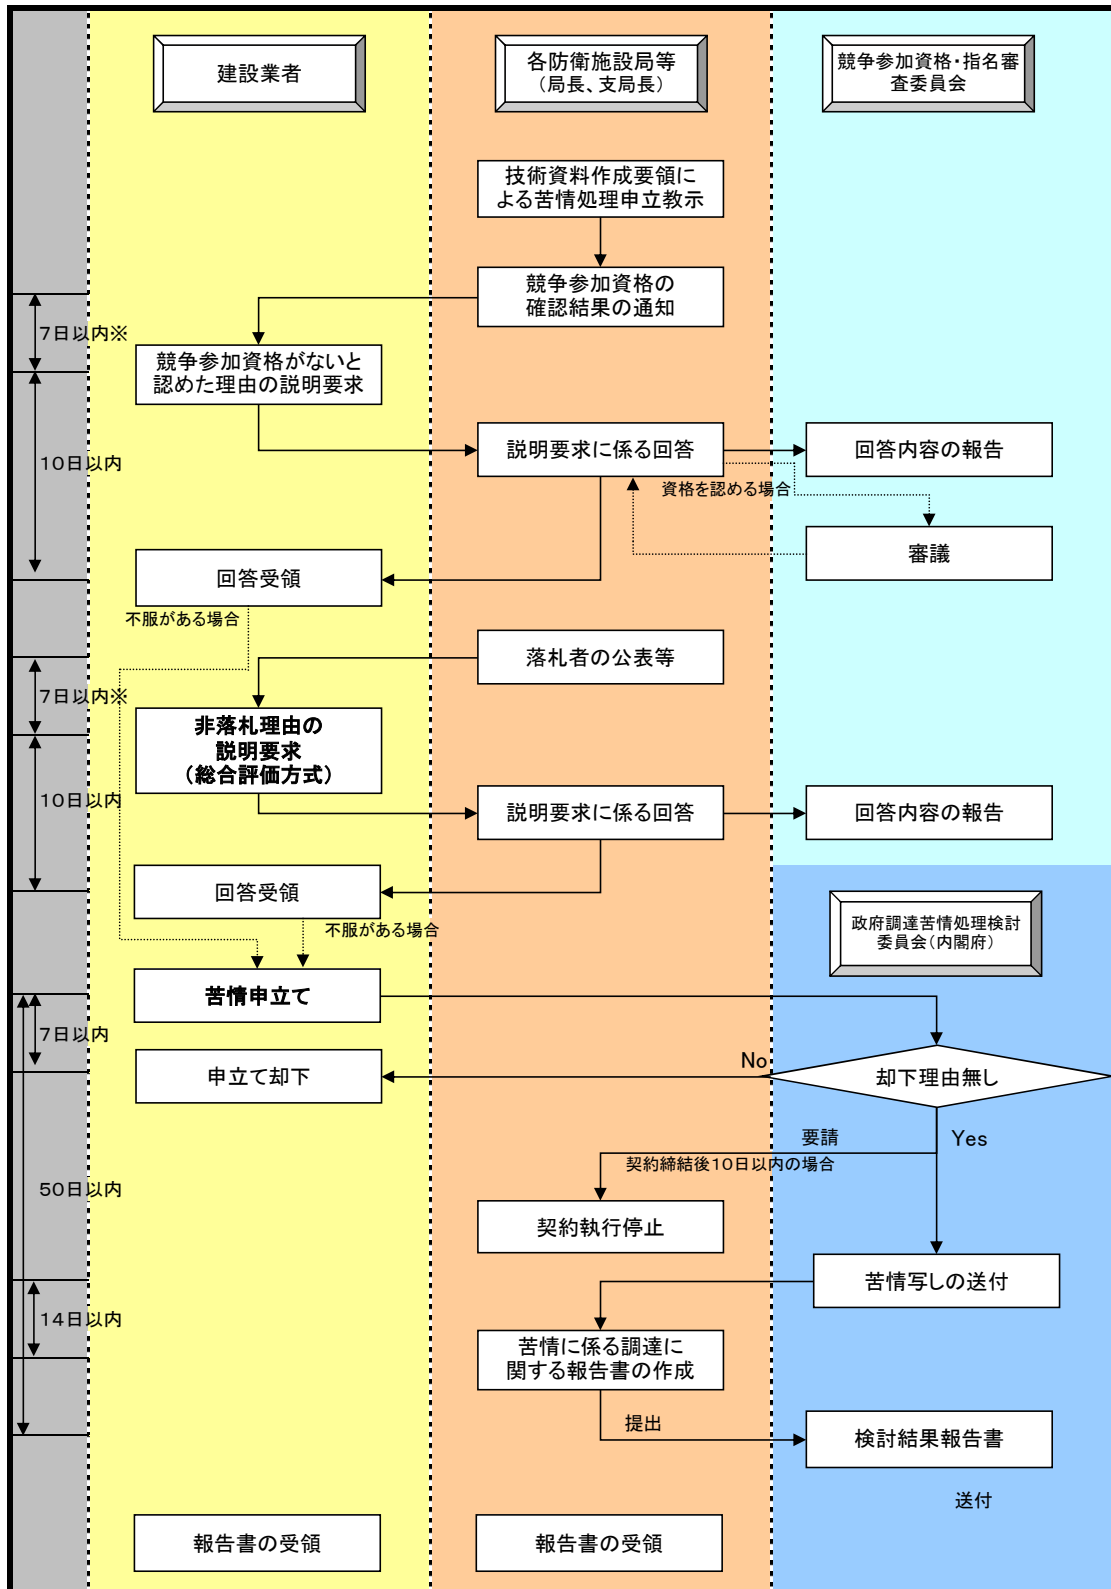 建設業者
各防衛施設局等
（局長、支局長）
競争参加資格・指名審
査委員会
技術資料作成要領に
よる苦情処理申立教示
競争参加資格の
確認結果の通知
7日以内※
競争参加資格がないと
認めた理由の説明要求
10日以内
説明要求に係る回答
回答内容の報告
資格を認める場合
審議
回答受領
不服がある場合
落札者の公表等
7日以内※
非落札理由の
説明要求
（総合評価方式）
10日以内
説明要求に係る回答
回答内容の報告
回答受領
不服がある場合
政府調達苦情処理検討
委員会（内閣府）
苦情申立て
7日以内
No
申立て却下
却下理由無し
要請
Yes
契約締結後10日以内の場合
50日以内
契約執行停止
苦情写しの送付
14日以内
苦情に係る調達に
関する報告書の作成
提出
検討結果報告書
送付
報告書の受領
報告書の受領